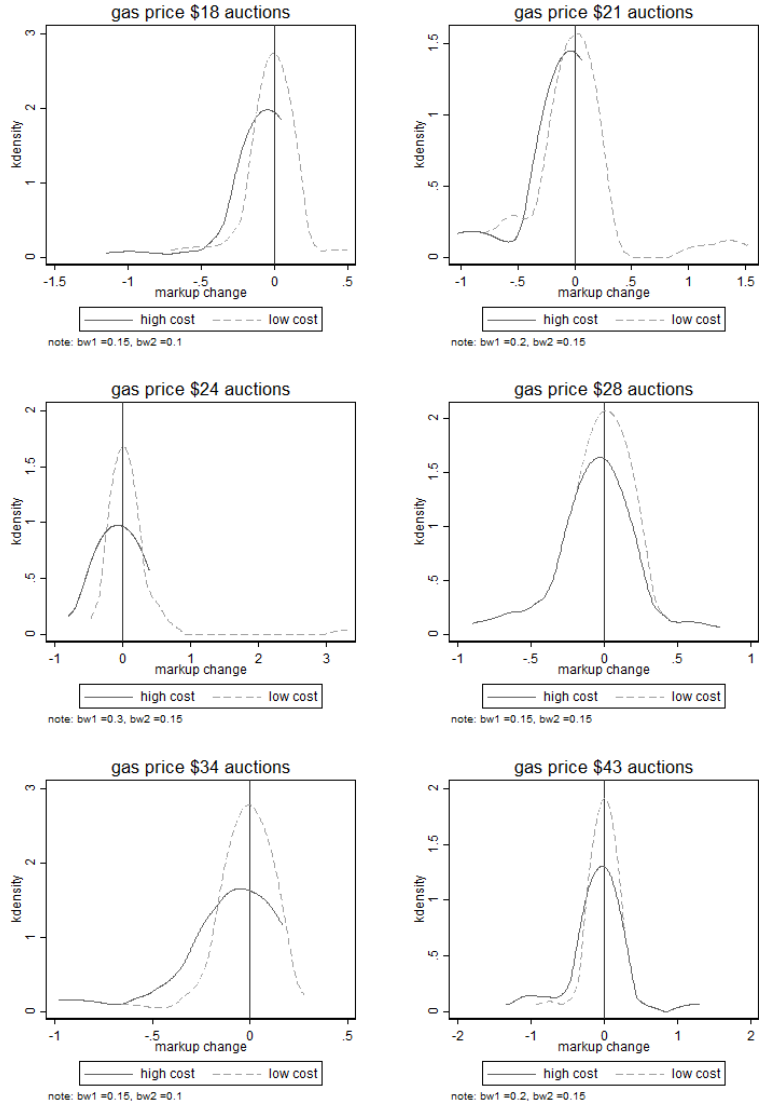 gas price $18 auctions
kdensity
3
2
1
0
-1.5 -1 -.5 0 .5
markup change
high cost low cost
note: bw1 =0.15, bw2 =0.1
gas price $21 auctions
kdensity
1.5
1
.5
0
-1 -.5 0 .5 1 1.5
markup change
high cost low cost
note: bw1 =0.2, bw2 =0.15
gas price $24 auctions
kdensity
2
1.5
1
.5
0
-1 0 1 2 3
markup change
high cost low cost
note: bw1 =0.3, bw2 =0.15
gas price $28 auctions
kdensity
2
1.5
1
.5
0
-1 -.5 0 .5 1
markup change
high cost low cost
note: bw1 =0.15, bw2 =0.15
gas price $34 auctions
kdensity
3
2
1
0
-1 -.5 0 .5
markup change
high cost low cost
note: bw1 =0.15, bw2 =0.1
gas price $43 auctions
kdensity
2
1.5
1
.5
0
-2 -1 0 1 2
markup change
high cost low cost
note: bw1 =0.2, bw2 =0.15